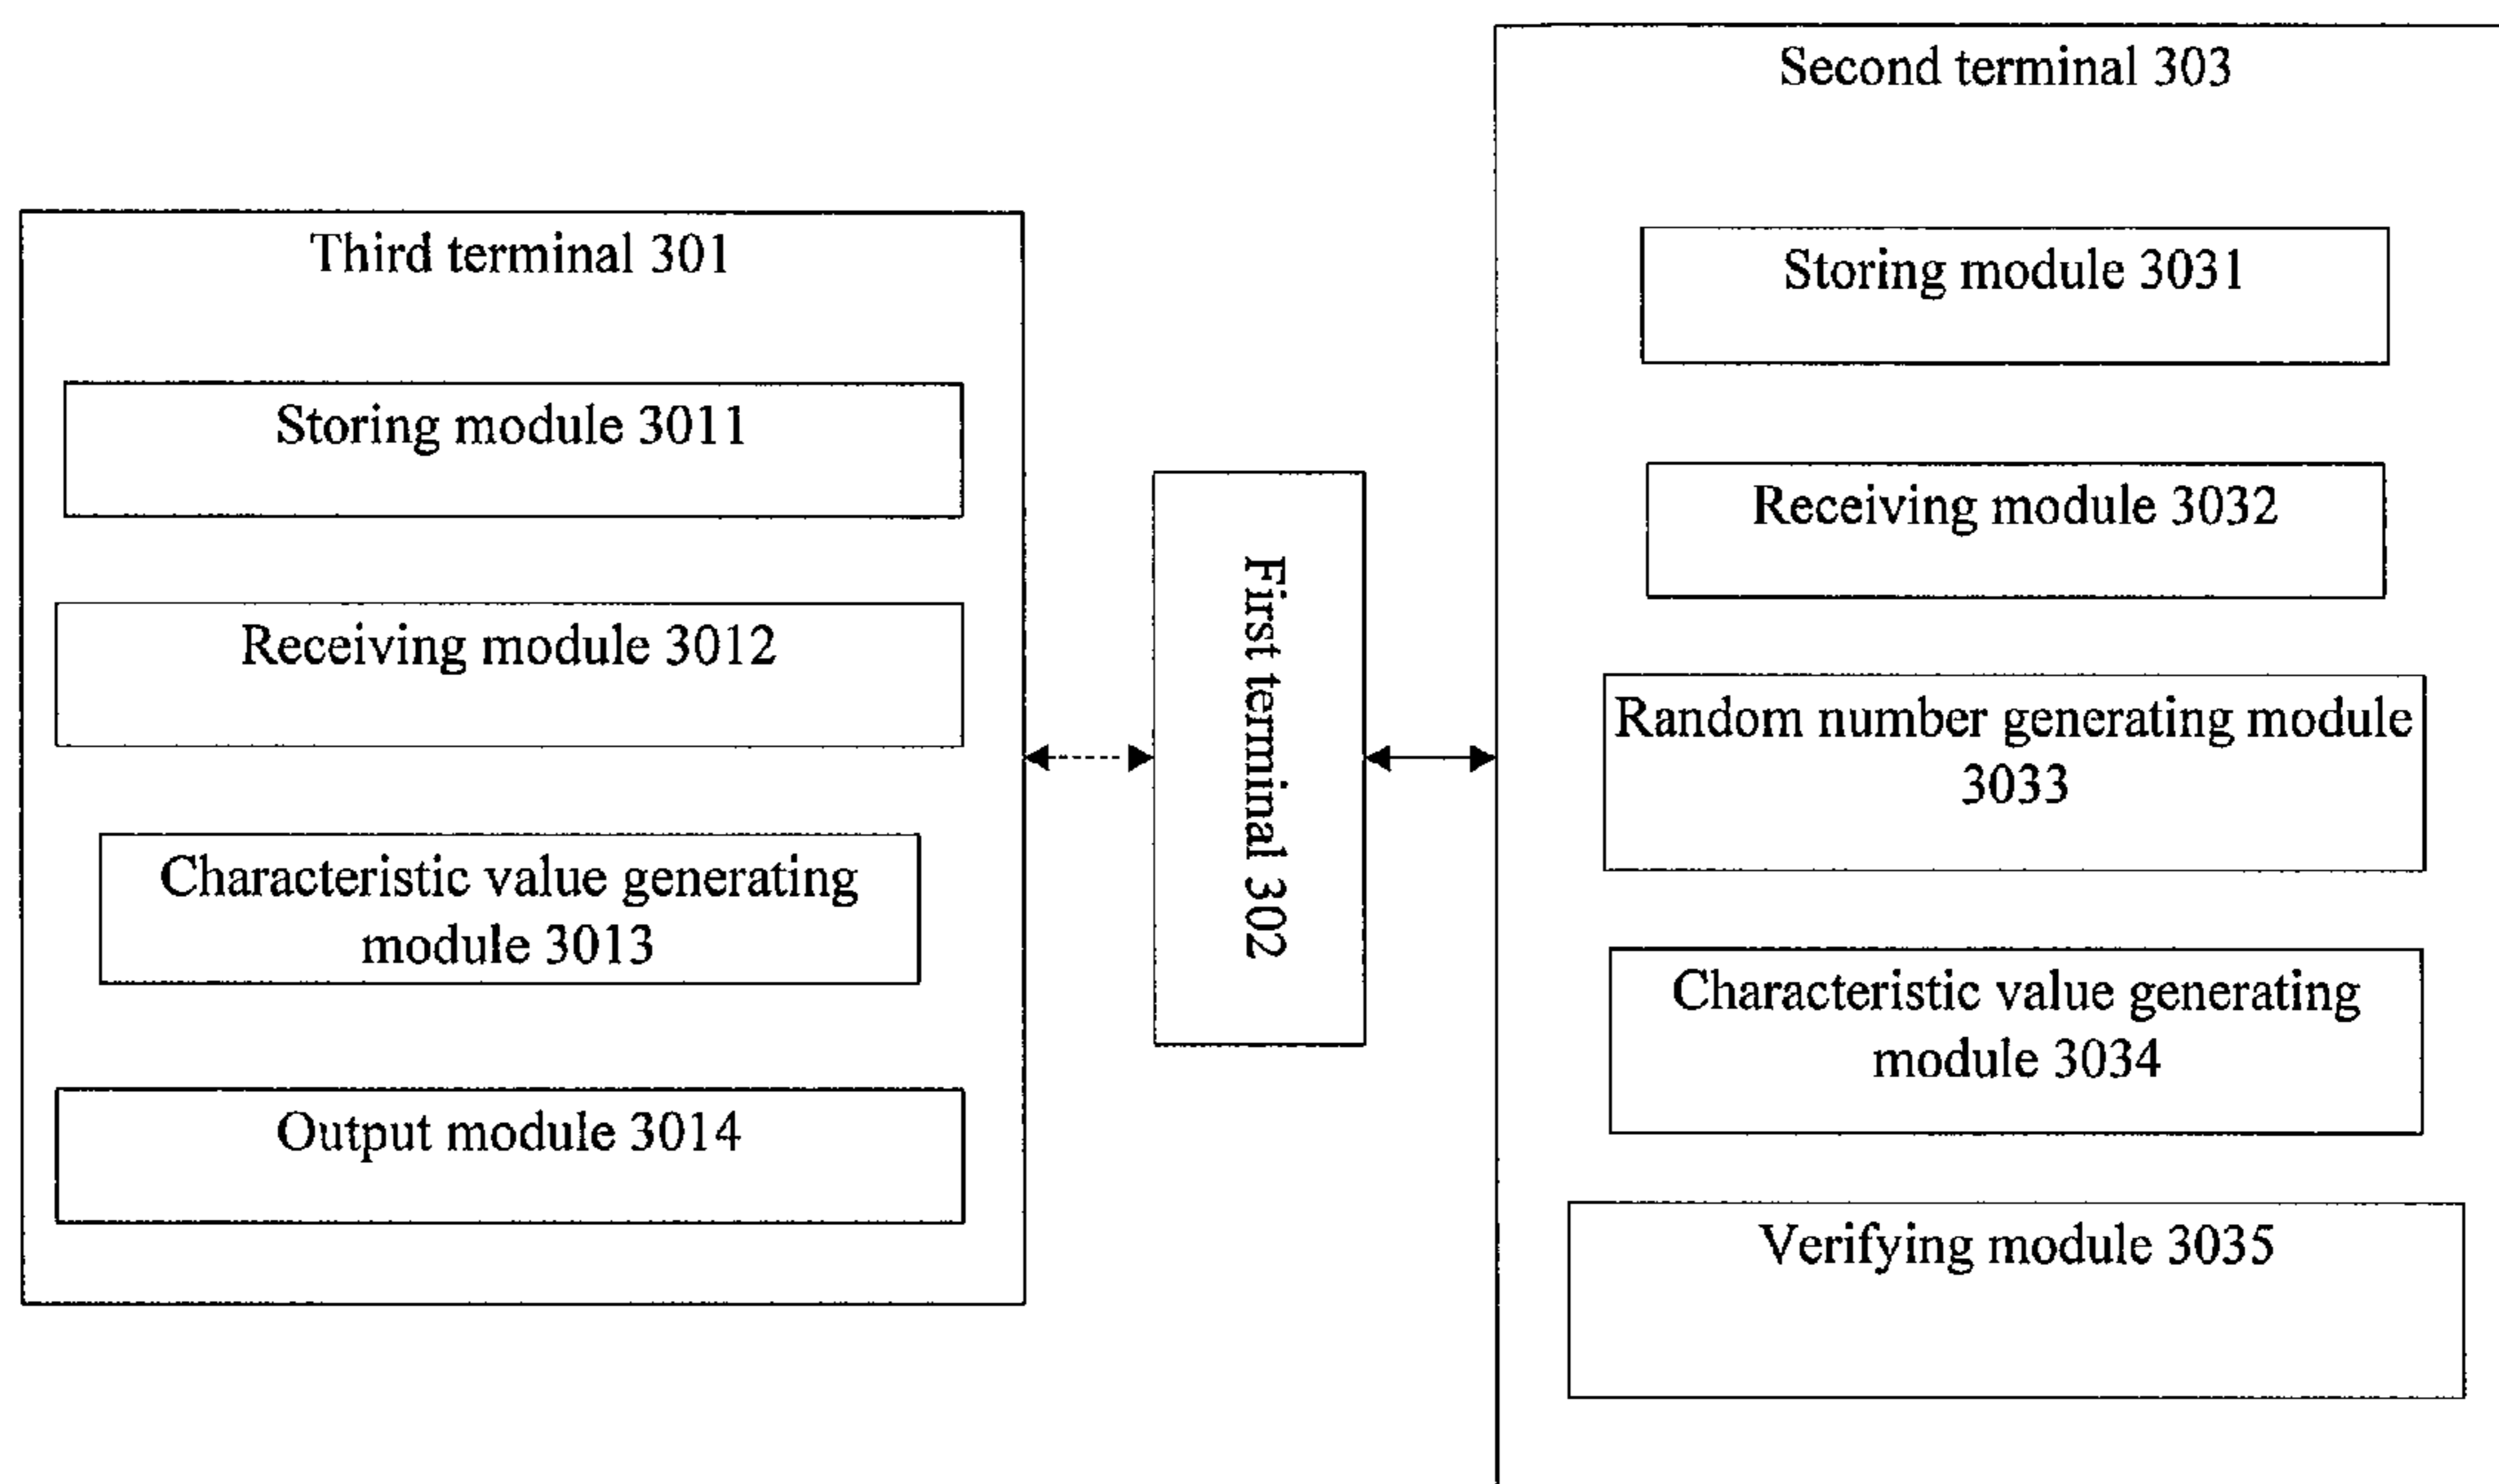 Third terminal 301
Storing module 3011
Receiving module 3012
Characteristic value generating
module 3013
Output module 3014
First terminal 302
Second terminal 303
Storing module 3031
Receiving module 3032
Random number generating module
3033
Characteristic value generating
module 3034
Verifying module 3035